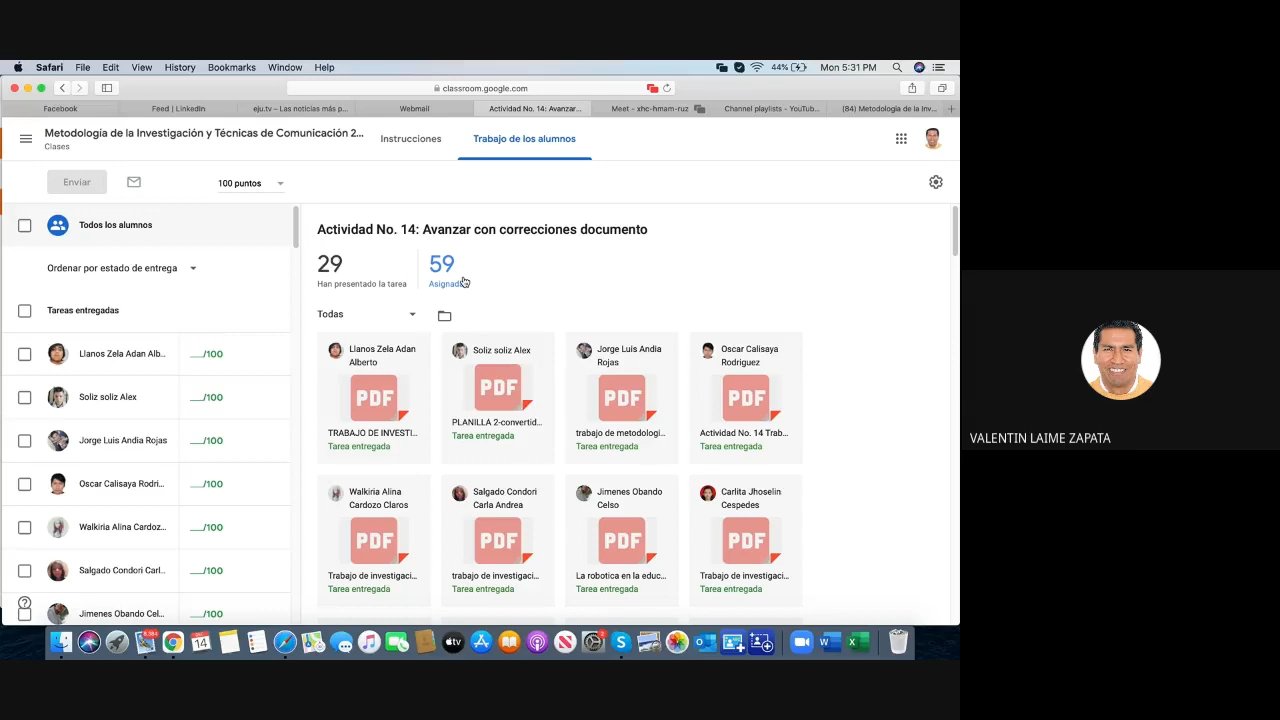 Safari File Edit View History Bookmarks Window Help
44% Mon 5:31 PM
classroom.google.com
Facebook
Feed | LinkedIn
eju.tv – Las noticias más p...
Webmail
Actividad No. 14: Avanzar...
Meet - xhc-hmam-ruz
Channel playlists - YouTub...
(84) Metodología de la Inv...
Metodología de la Investigación y Técnicas de Comunicación 2...
Clases
Instrucciones
Trabajo de los alumnos
Enviar
100 puntos
Todos los alumnos
Ordenar por estado de entrega
Tareas entregadas
Llanos Zela Adan Alb...
___/100
Soliz soliz Alex
___/100
Jorge Luis Andia Rojas
___/100
Oscar Calisaya Rodri...
___/100
Walkiria Alina Cardoz...
___/100
Salgado Condori Carl...
___/100
Jimenes Obando Cel...
___/100
Actividad No. 14: Avanzar con correcciones documento
29
Han presentado la tarea
59
Todas
Llanos Zela Adan
Alberto
PDF
TRABAJO DE INVESTI...
Tarea entregada
Soliz soliz Alex
PDF
PLANILLA 2-convertid...
Tarea entregada
Jorge Luis Andia
Rojas
PDF
trabajo de metodologi...
Tarea entregada
Oscar Calisaya
Rodriguez
PDF
Actividad No. 14 Trab...
Tarea entregada
Walkiria Alina
Cardozo Claros
PDF
Trabajo de investigaci...
Tarea entregada
Salgado Condori
Carla Andrea
PDF
trabajo de investigaci...
Tarea entregada
Jimenes Obando
Celso
PDF
La robotica en la educ...
Tarea entregada
Carlita Jhoselin
Cespedes
PDF
Trabajo de investigaci...
Tarea entregada
VALENTIN LAIME ZAPATA